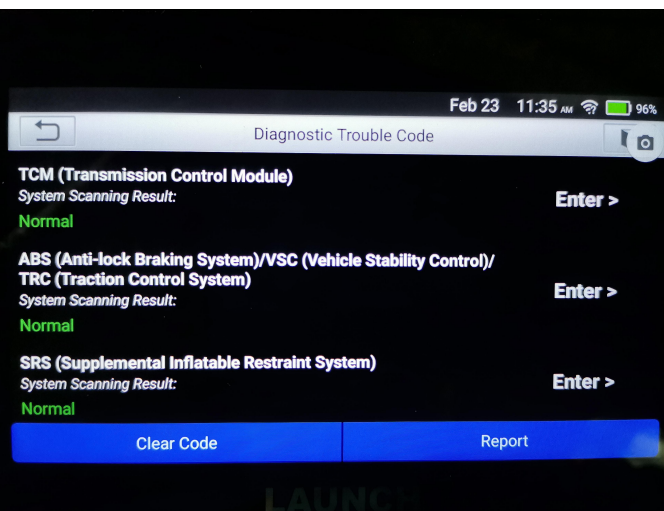 Feb 23 11:35 AM 96%
Diagnostic Trouble Code
TCM (Transmission Control Module)
System Scanning Result:
Enter >
Normal
ABS (Anti-lock Braking System)/VSC (Vehicle Stability Control)/
TRC (Traction Control System)
System Scanning Result:
Enter >
Normal
SRS (Supplemental Inflatable Restraint System)
System Scanning Result:
Enter >
Normal
Clear Code Report
LAUNCH